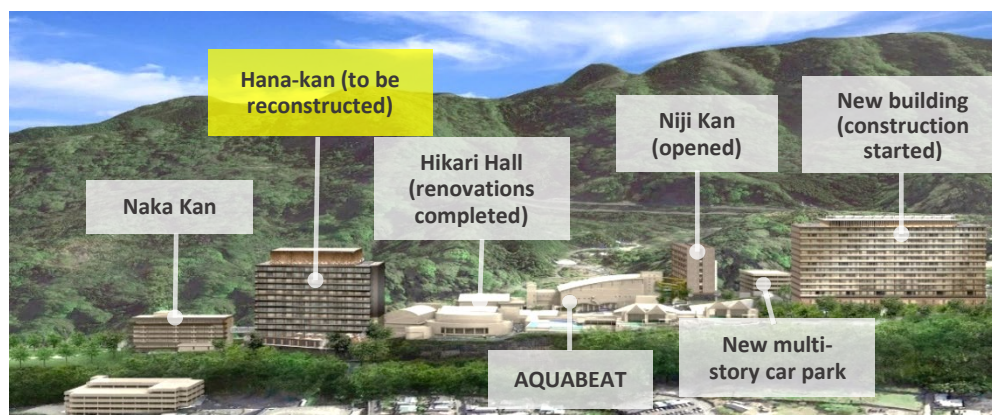 Hana-kan (to be
reconstructed)
Niji Kan
(opened)
New building
(construction
started)
Hikari Hall
(renovations
completed)
Naka Kan
AQUABEAT
New multi-
story car park